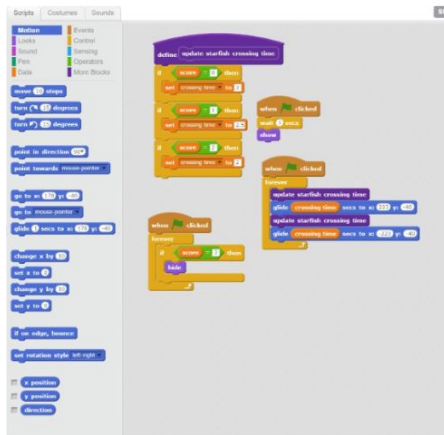 Scripts Costumes Sounds
Motion Events
Looks Control
Sound Sensing
Pen Operators
Data More Blocks
move 10 steps
turn 15 degrees
turn 15 degrees
point in direction 90
point towards mouse-pointer
go to x: y:
go to mouse-pointer
glide 1 secs to x: y:
change x by 10
set x to 0
change y by 10
set y to 0
if on edge, bounce
set rotation style left-right
x position
y position
direction
define update starfish crossing time
if score = then
set crossing time to
if score = then
set crossing time to 2.5
if score = then
set crossing time to 2
when clicked
wait secs
show
when clicked
forever
update starfish crossing time
glide crossing time secs to x: y:
update starfish crossing time
glide crossing time secs to x: y:
when clicked
forever
if score = then
hide